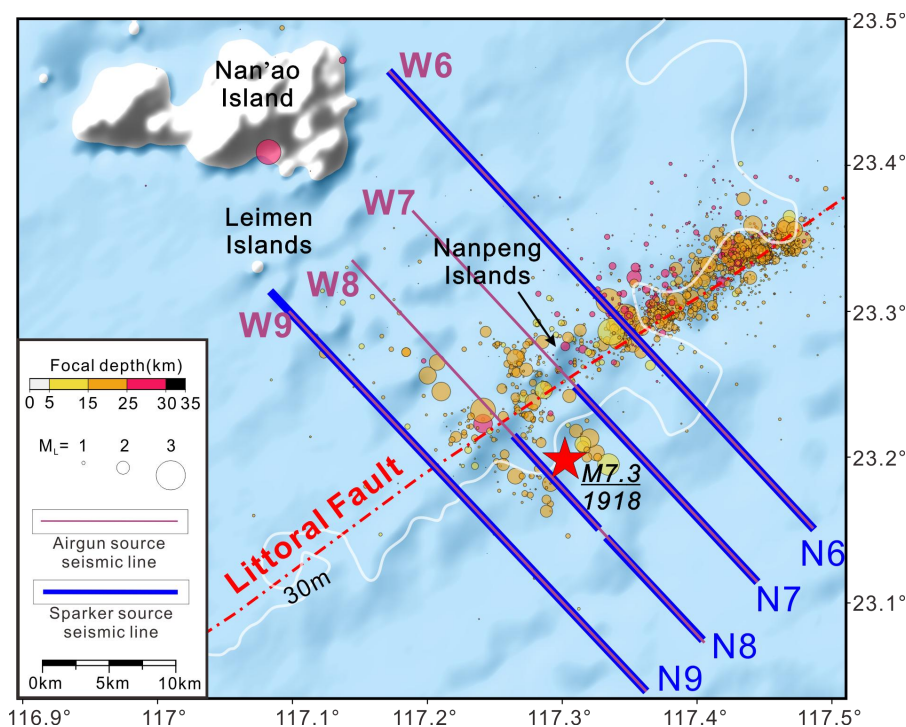 23.5°
W6
Nan'ao
Island
23.4°
W7
Leimen
Islands
Nanpeng
Islands
W8
23.3°
W9
Focal depth(km)
0 5 15 25 30 35
M_L= 1 2 3
Airgun source
seismic line
Sparker source
seismic line
0km 5km 10km
Littoral Fault
30m
23.2°
M7.3
1918
N6
N7
23.1°
N8
N9
116.9° 117° 117.1° 117.2° 117.3° 117.4° 117.5°